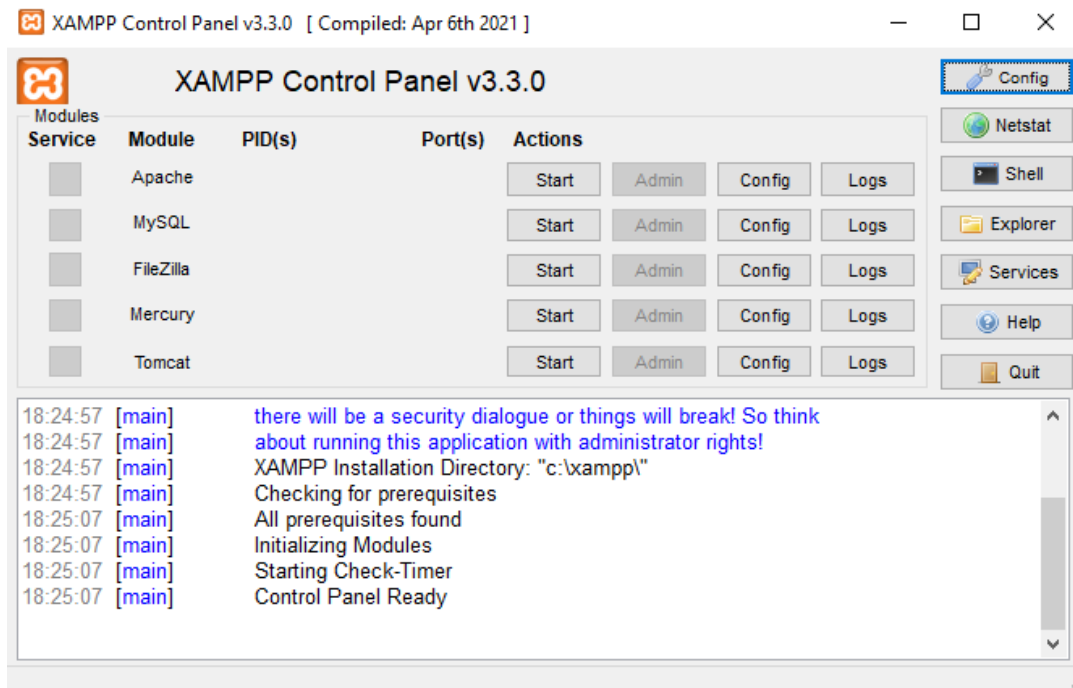 XAMPP Control Panel v3.3.0 [ Compiled: Apr 6th 2021 ]
XAMPP Control Panel v3.3.0
Config
Modules
Netstat
Service Module PID(s) Port(s) Actions
Apache Start Admin Config Logs
Shell
MySQL Start Admin Config Logs
Explorer
FileZilla Start Admin Config Logs
Services
Mercury Start Admin Config Logs
Help
Tomcat Start Admin Config Logs
Quit
18:24:57 [main] there will be a security dialogue or things will break! So think
18:24:57 [main] about running this application with administrator rights!
18:24:57 [main] XAMPP Installation Directory: "c:\xampp\"
18:24:57 [main] Checking for prerequisites
18:25:07 [main] All prerequisites found
18:25:07 [main] Initializing Modules
18:25:07 [main] Starting Check-Timer
18:25:07 [main] Control Panel Ready